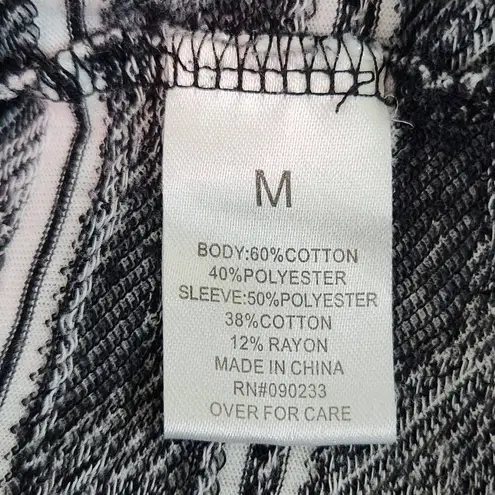 M
BODY:60%COTTON
40%POLYESTER
SLEEVE:50%POLYESTER
38%COTTON
12% RAYON
MADE IN CHINA
RN#090233
OVER FOR CARE